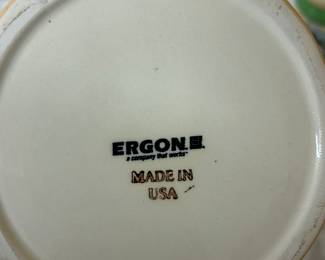 ERGON
a company that works
MADE IN
USA